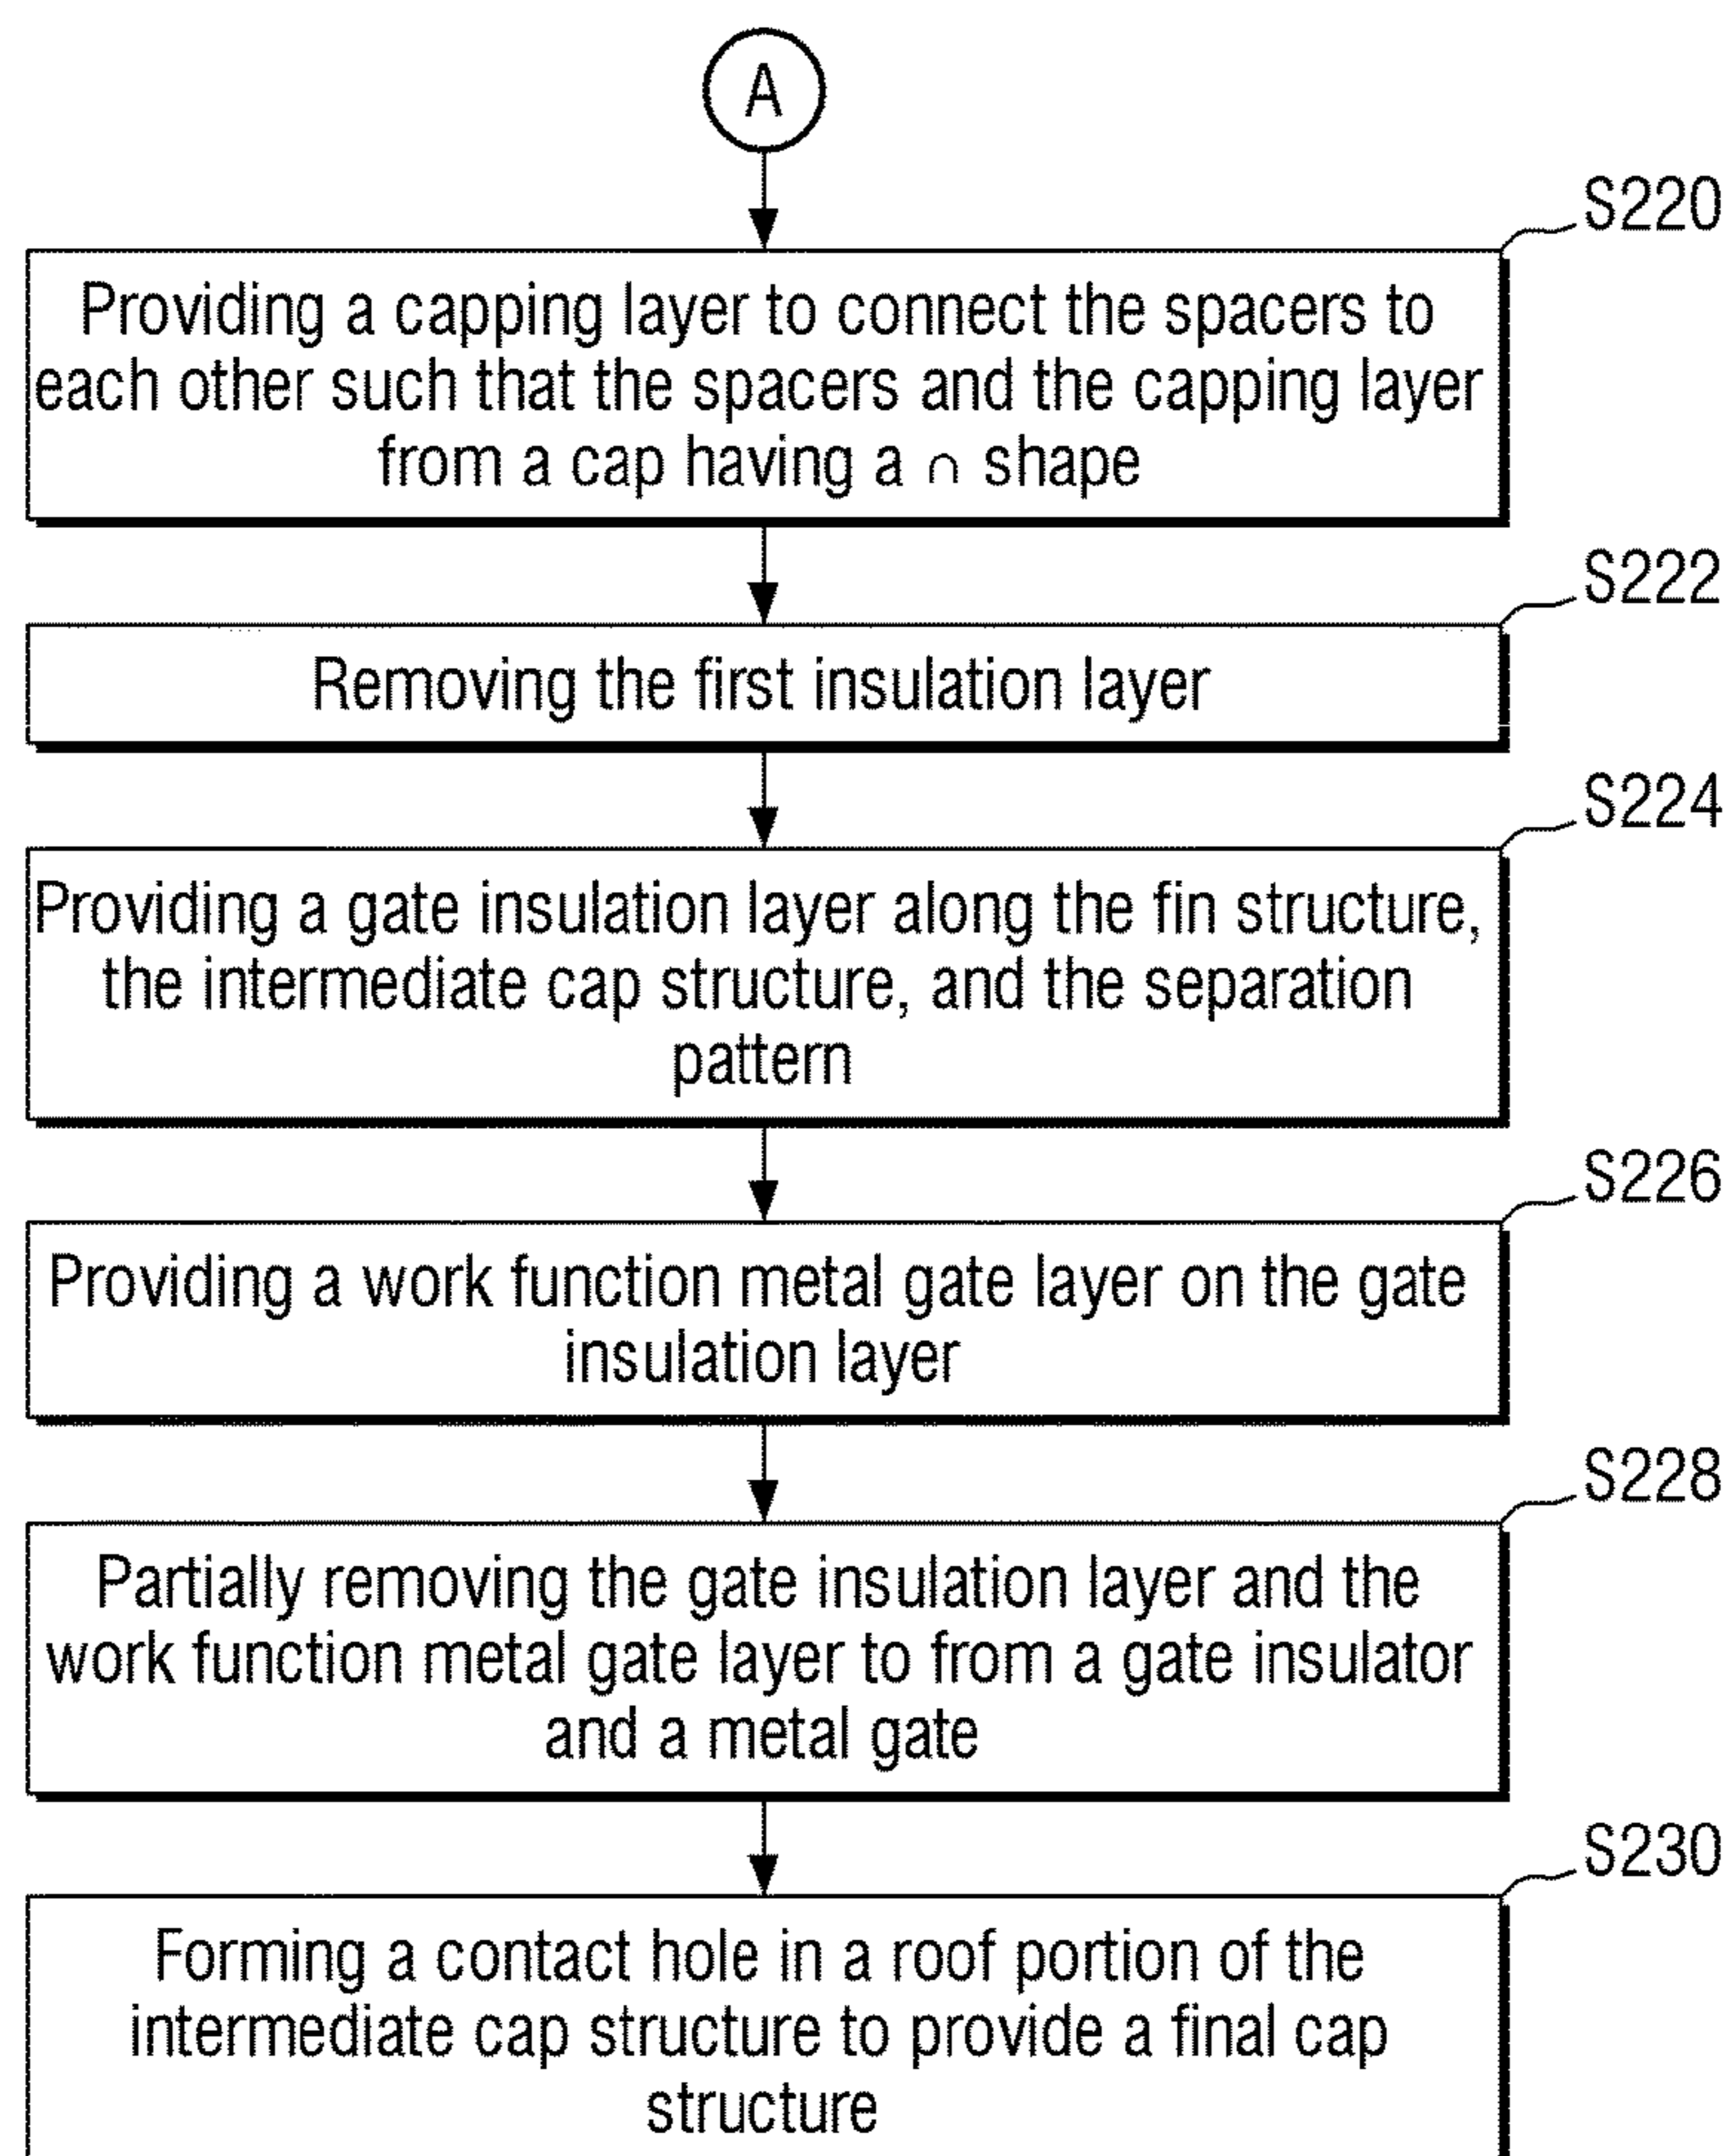 A
S220
Providing a capping layer to connect the spacers to
each other such that the spacers and the capping layer
from a cap having a ∩ shape
S222
Removing the first insulation layer
S224
Providing a gate insulation layer along the fin structure,
the intermediate cap structure, and the separation
pattern
S226
Providing a work function metal gate layer on the gate
insulation layer
S228
Partially removing the gate insulation layer and the
work function metal gate layer to from a gate insulator
and a metal gate
S230
Forming a contact hole in a roof portion of the
intermediate cap structure to provide a final cap
structure